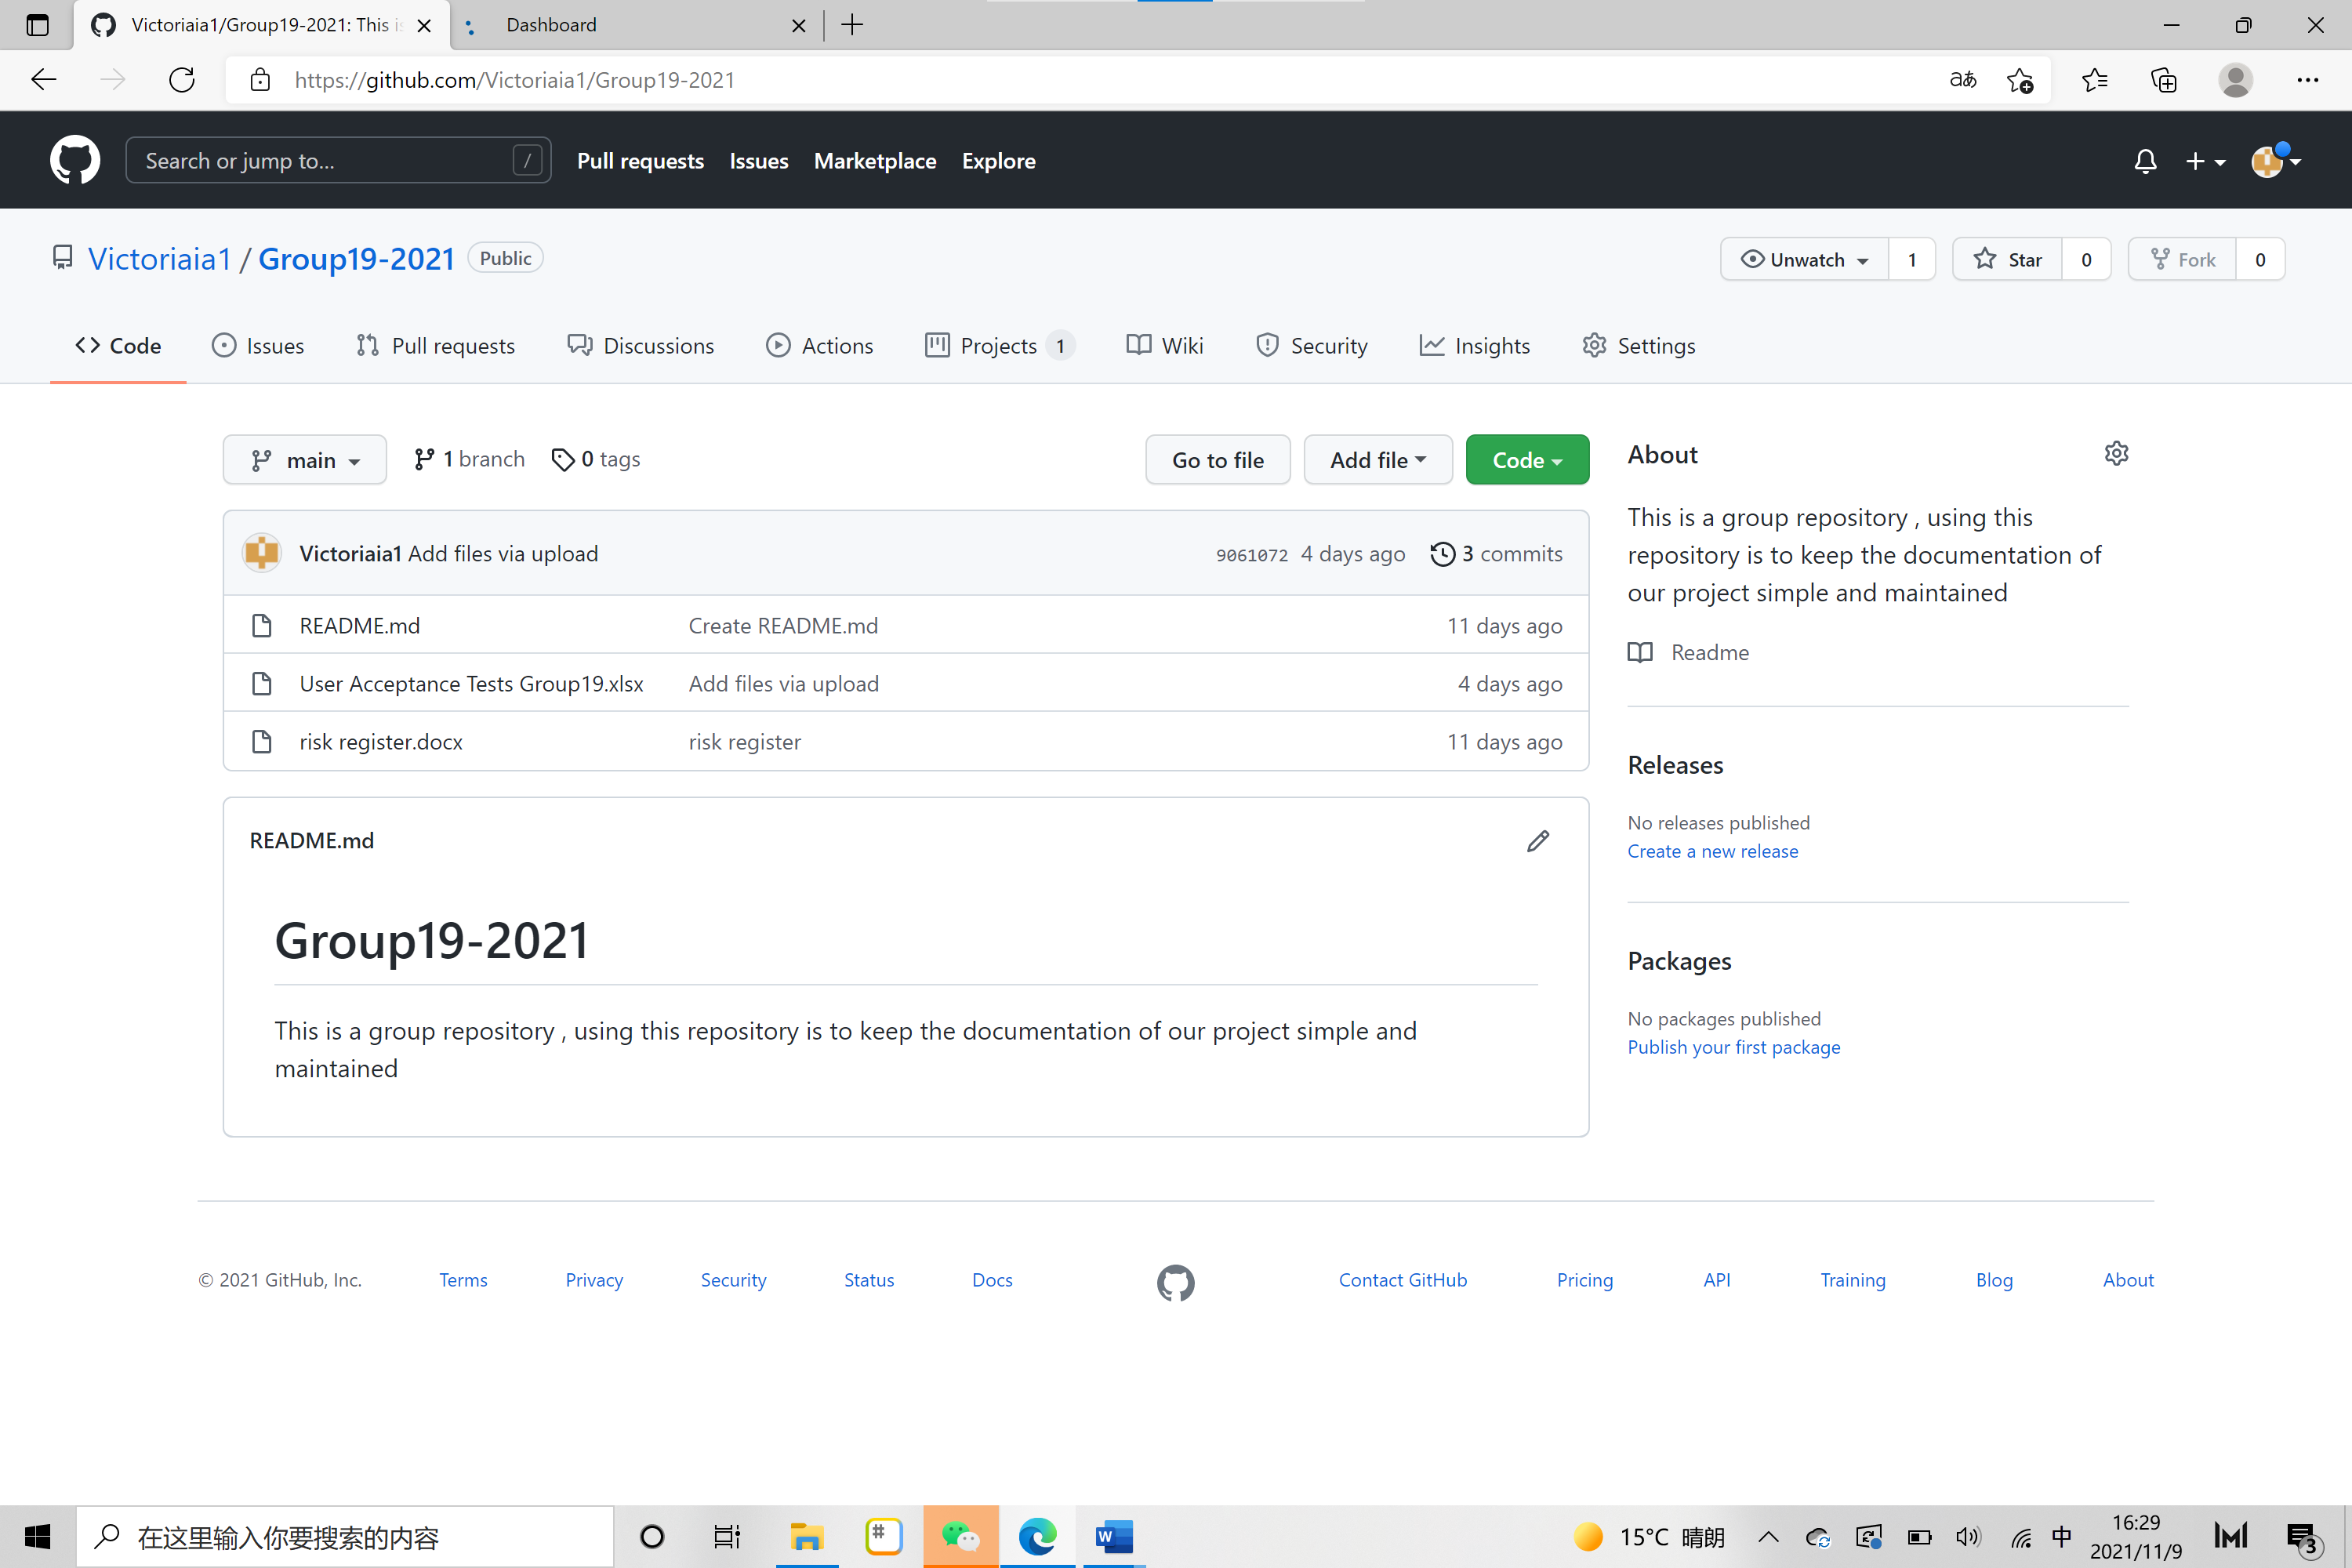 Victoriaia1/Group19-2021: This is
Dashboard
https://github.com/Victoriaia1/Group19-2021
aあ
Search or jump to... /
Pull requests Issues Marketplace Explore
Victoriaia1 / Group19-2021 Public
Unwatch 1 Star 0 Fork 0
Code Issues Pull requests Discussions Actions Projects 1 Wiki Security Insights Settings
main 1 branch 0 tags Go to file Add file Code
Victoriaia1 Add files via upload 9061072 4 days ago 3 commits
README.md Create README.md 11 days ago
User Acceptance Tests Group19.xlsx Add files via upload 4 days ago
risk register.docx risk register 11 days ago
README.md
Group19-2021
This is a group repository , using this repository is to keep the documentation of our project simple and
maintained
About
This is a group repository , using this
repository is to keep the documentation of
our project simple and maintained
Readme
Releases
No releases published
Create a new release
Packages
No packages published
Publish your first package
© 2021 GitHub, Inc. Terms Privacy Security Status Docs Contact GitHub Pricing API Training Blog About
在这里输入你要搜索的内容
#
W
15°C 晴朗
中
16:29
2021/11/9
3